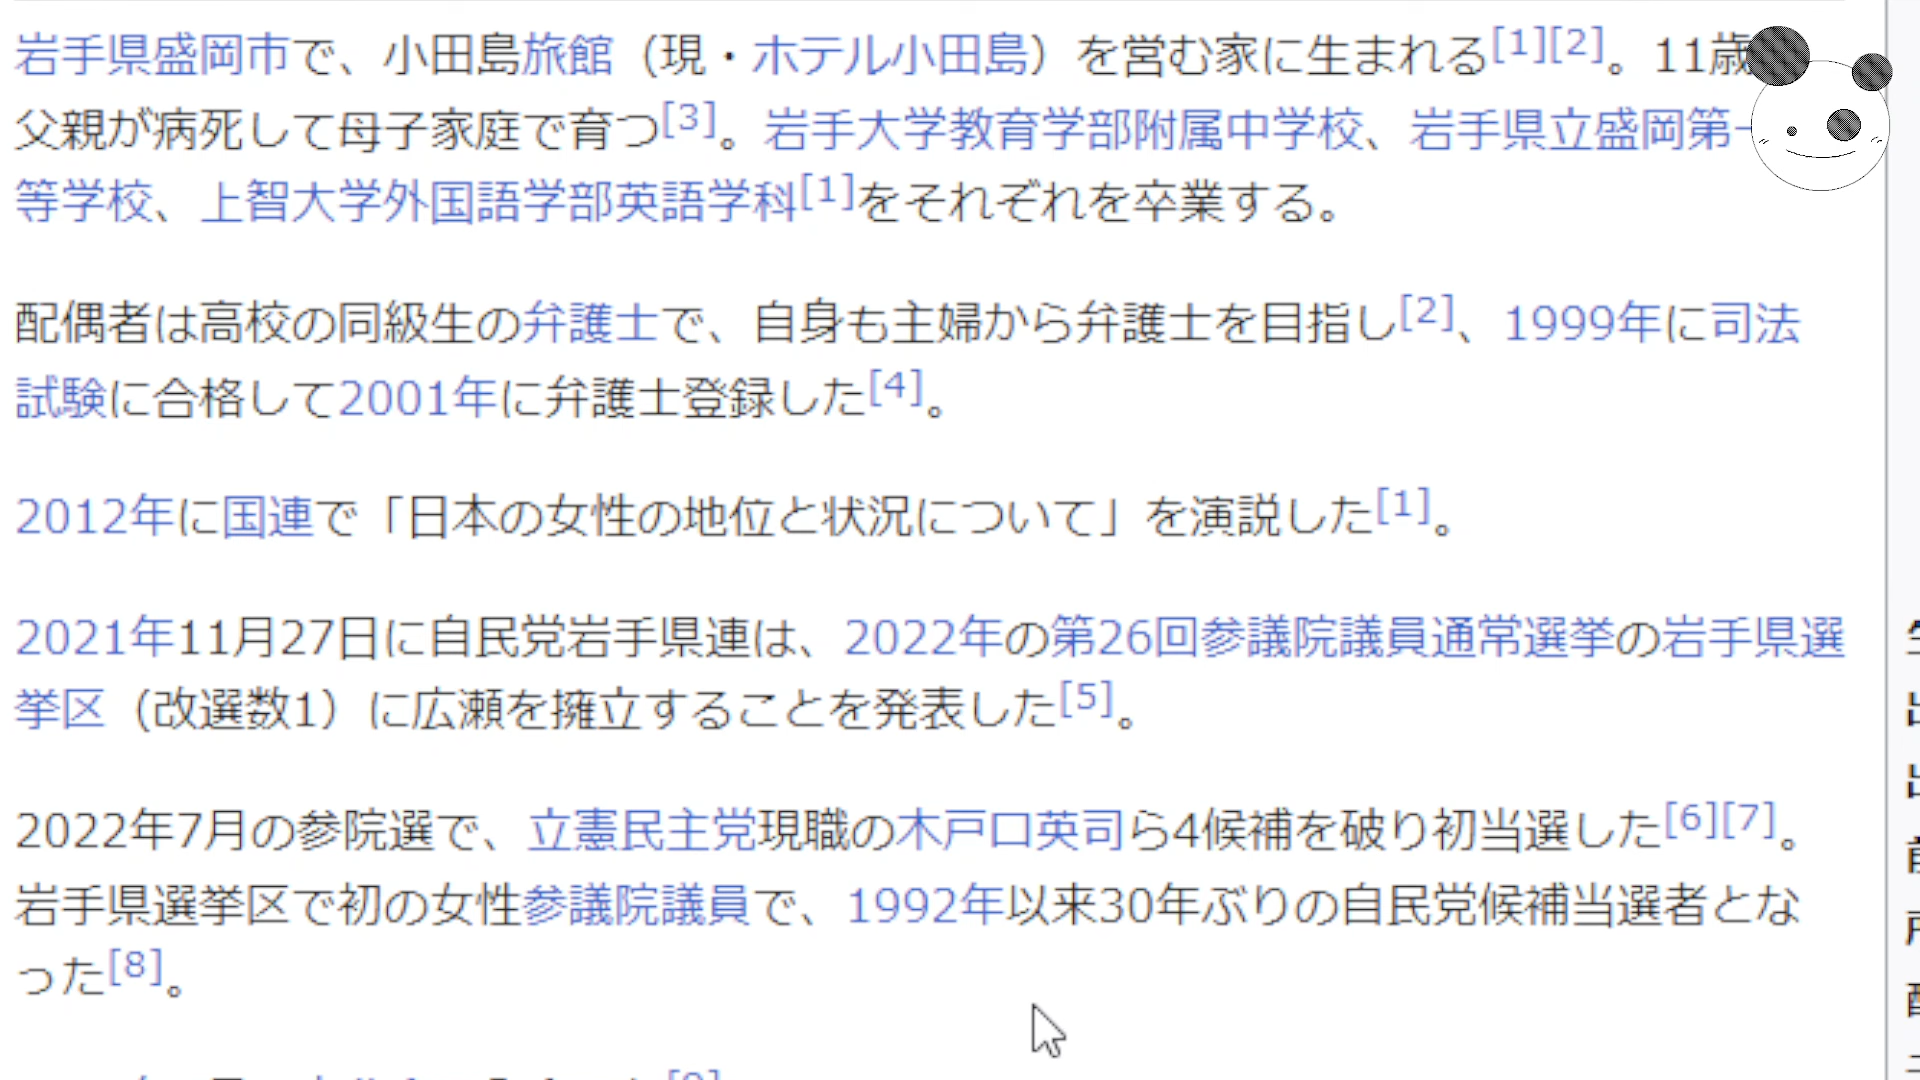 岩手県盛岡市で、小田島旅館（現・ホテル小田島）を営む家に生まれる[1][2]。11歳
父親が病死して母子家庭で育つ[3]。岩手大学教育学部附属中学校、岩手県立盛岡第一
等学校、上智大学外国語学部英語学科[1]をそれぞれを卒業する。
配偶者は高校の同級生の弁護士で、自身も主婦から弁護士を目指し[2]、1999年に司法
試験に合格して2001年に弁護士登録した[4]。
2012年に国連で「日本の女性の地位と状況について」を演説した[1]。
2021年11月27日に自民党岩手県連は、2022年の第26回参議院議員通常選挙の岩手県選
挙区（改選数1）に広瀬を擁立することを発表した[5]。
2022年7月の参院選で、立憲民主党現職の木戸口英司ら4候補を破り初当選した[6][7]。
岩手県選挙区で初の女性参議院議員で、1992年以来30年ぶりの自民党候補当選者とな
った[8]。